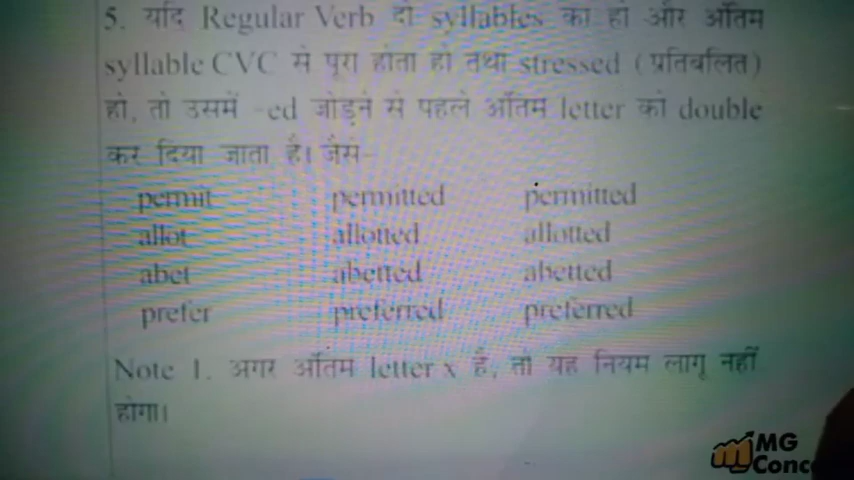 5. यदि Regular Verb दो syllables का हो और अंतिम
syllable CVC से पूरा होता हो तथा stressed (प्रतिबलित)
हो, तो उसमें -ed जोड़ने से पहले अंतिम letter को double
कर दिया जाता है। जैसे-
permit permitted permitted
allot allotted allotted
abet abetted abetted
prefer preferred preferred
Note 1. अगर अंतिम letter x है, तो यह नियम लागू नहीं
होगा।
MG